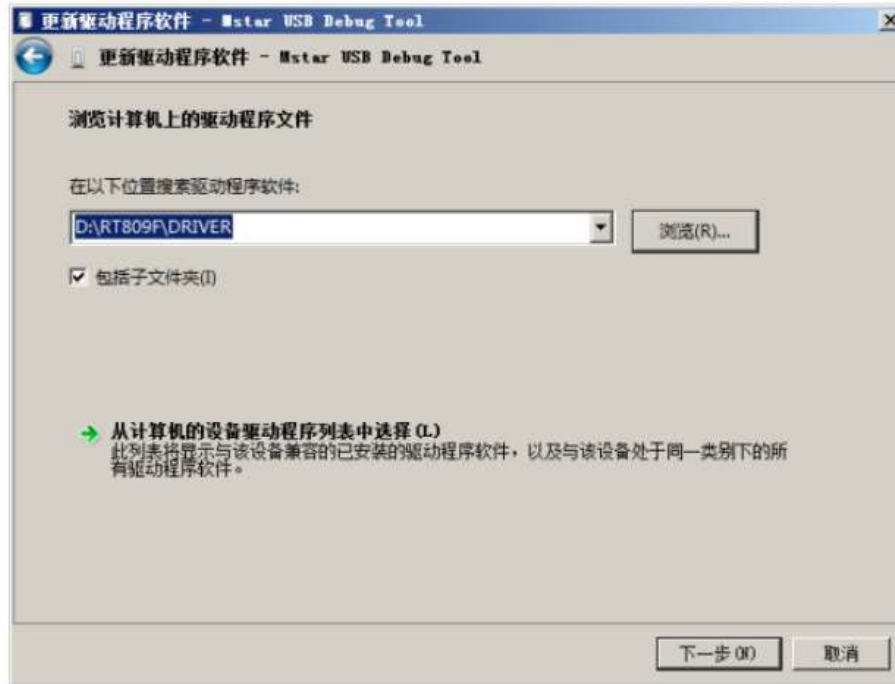 更新驱动程序软件 - Mstar USB Debug Tool
更新驱动程序软件 - Mstar USB Debug Tool
浏览计算机上的驱动程序文件
在以下位置搜索驱动程序软件:
D:\RT809F\DRIVER
浏览(R)...
包括子文件夹(I)
从计算机的设备驱动程序列表中选择(L)
此列表将显示与该设备兼容的已安装的驱动程序软件，以及与该设备处于同一类别下的所
有驱动程序软件。
下一步(N)
取消